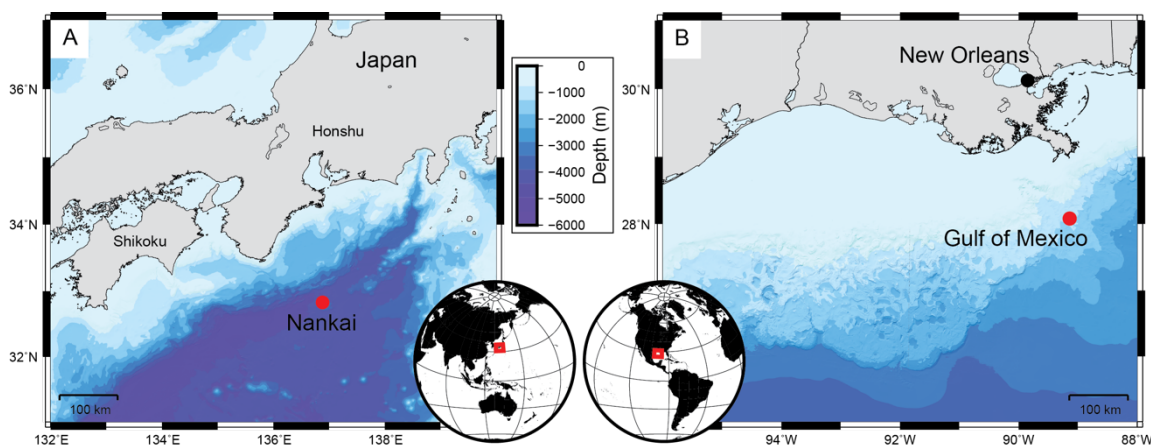 A
Japan
Honshu
Shikoku
Nankai
36˚N
34˚N
32˚N
132˚E
134˚E
136˚E
138˚E
100 km
0
−1000
−2000
−3000
−4000
−5000
−6000
Depth (m)
B
New Orleans
Gulf of Mexico
30˚N
28˚N
94˚W
92˚W
90˚W
88˚W
100 km